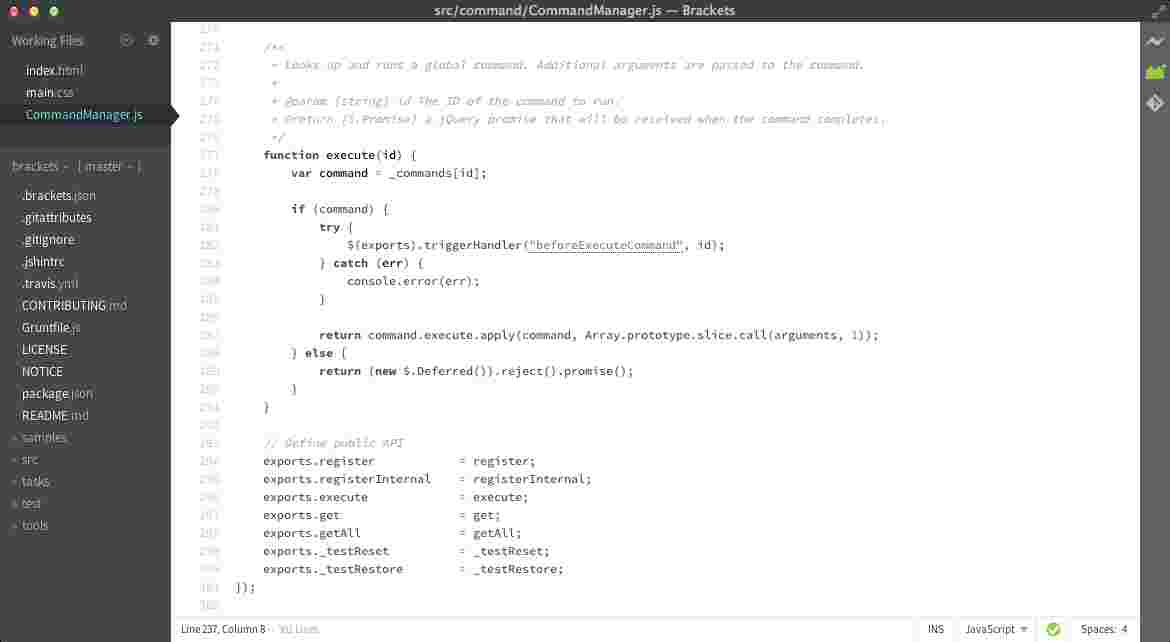 src/command/CommandManager.js — Brackets
Working Files
index.html
main.css
CommandManager.js
brackets
[ master ]
.brackets.json
.gitattributes
.gitignore
.jshintrc
.travis.yml
CONTRIBUTING.md
Gruntfile.js
LICENSE
NOTICE
package.json
README.md
samples
src
tasks
test
tools
271 /**
272 * Looks up and runs a global command. Additional arguments are passed to the command.
273 *
274 * @param {string} id The ID of the command to run.
275 * @return {$.Promise} a jQuery promise that will be resolved when the command completes.
276 */
277 function execute(id) {
278 var command = _commands[id];
279
280 if (command) {
281 try {
282 $(exports).triggerHandler("beforeExecuteCommand", id);
283 } catch (err) {
284 console.error(err);
285 }
286
287 return command.execute.apply(command, Array.prototype.slice.call(arguments, 1));
288 } else {
289 return (new $.Deferred()).reject().promise();
290 }
291 }
292
293 // Define public API
294 exports.register = register;
295 exports.registerInternal = registerInternal;
296 exports.execute = execute;
297 exports.get = get;
298 exports.getAll = getAll;
299 exports._testReset = _testReset;
300 exports._testRestore = _testRestore;
301 });
302
Line 237, Column 8 - Lines
INS
JavaScript
Spaces: 4